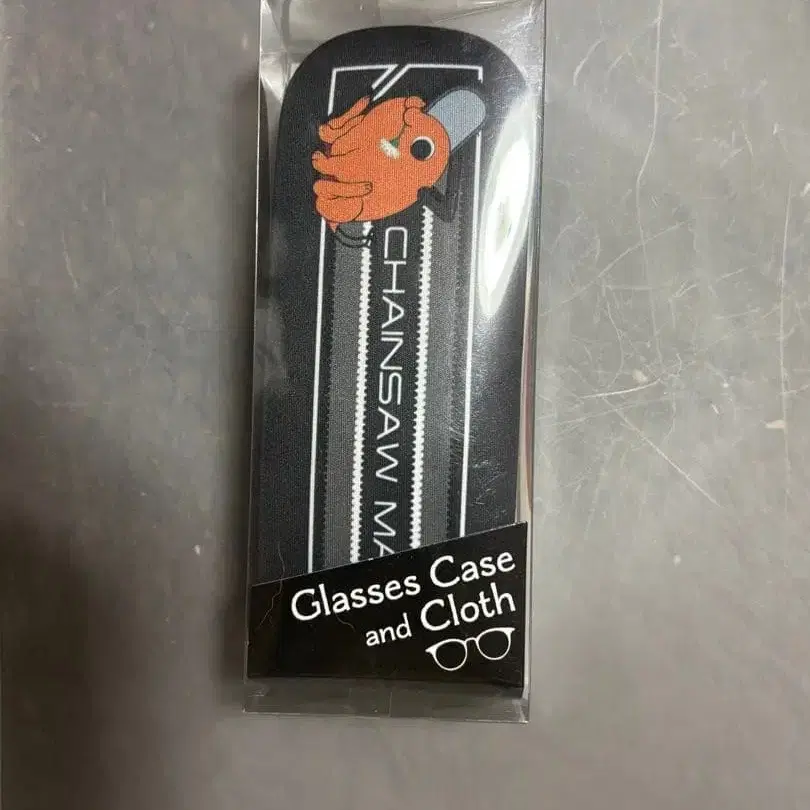 CHAINSAW MA
Glasses Case
and Cloth